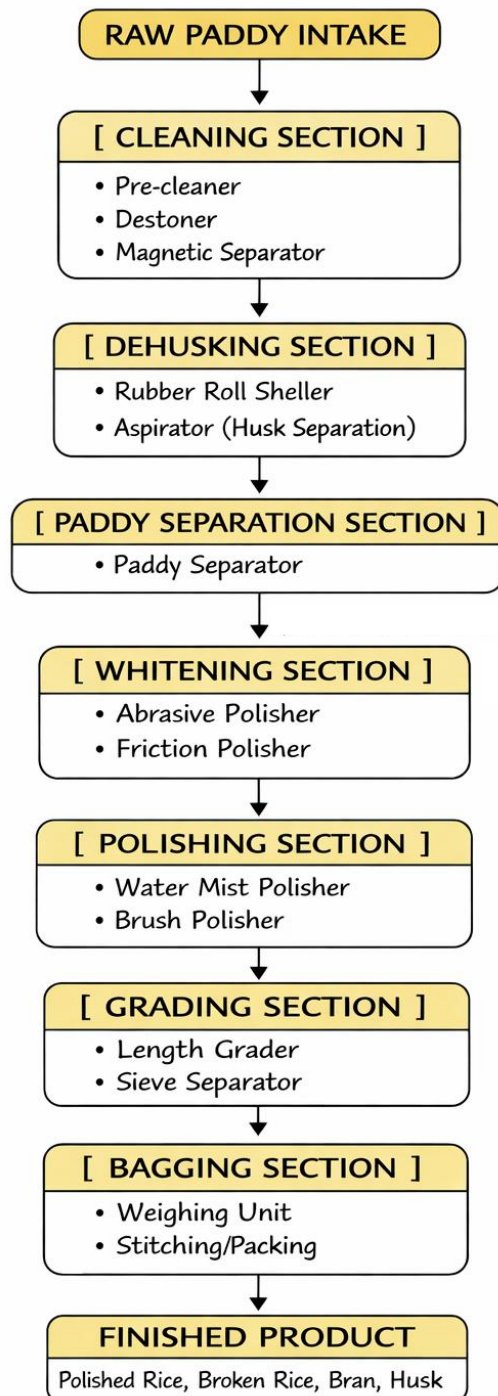 RAW PADDY INTAKE
[ CLEANING SECTION ]
• Pre-cleaner
• Destoner
• Magnetic Separator
[ DEHUSKING SECTION ]
• Rubber Roll Sheller
• Aspirator (Husk Separation)
[ PADDY SEPARATION SECTION ]
• Paddy Separator
[ WHITENING SECTION ]
• Abrasive Polisher
• Friction Polisher
[ POLISHING SECTION ]
• Water Mist Polisher
• Brush Polisher
[ GRADING SECTION ]
• Length Grader
• Sieve Separator
[ BAGGING SECTION ]
• Weighing Unit
• Stitching/Packing
FINISHED PRODUCT
Polished Rice, Broken Rice, Bran, Husk